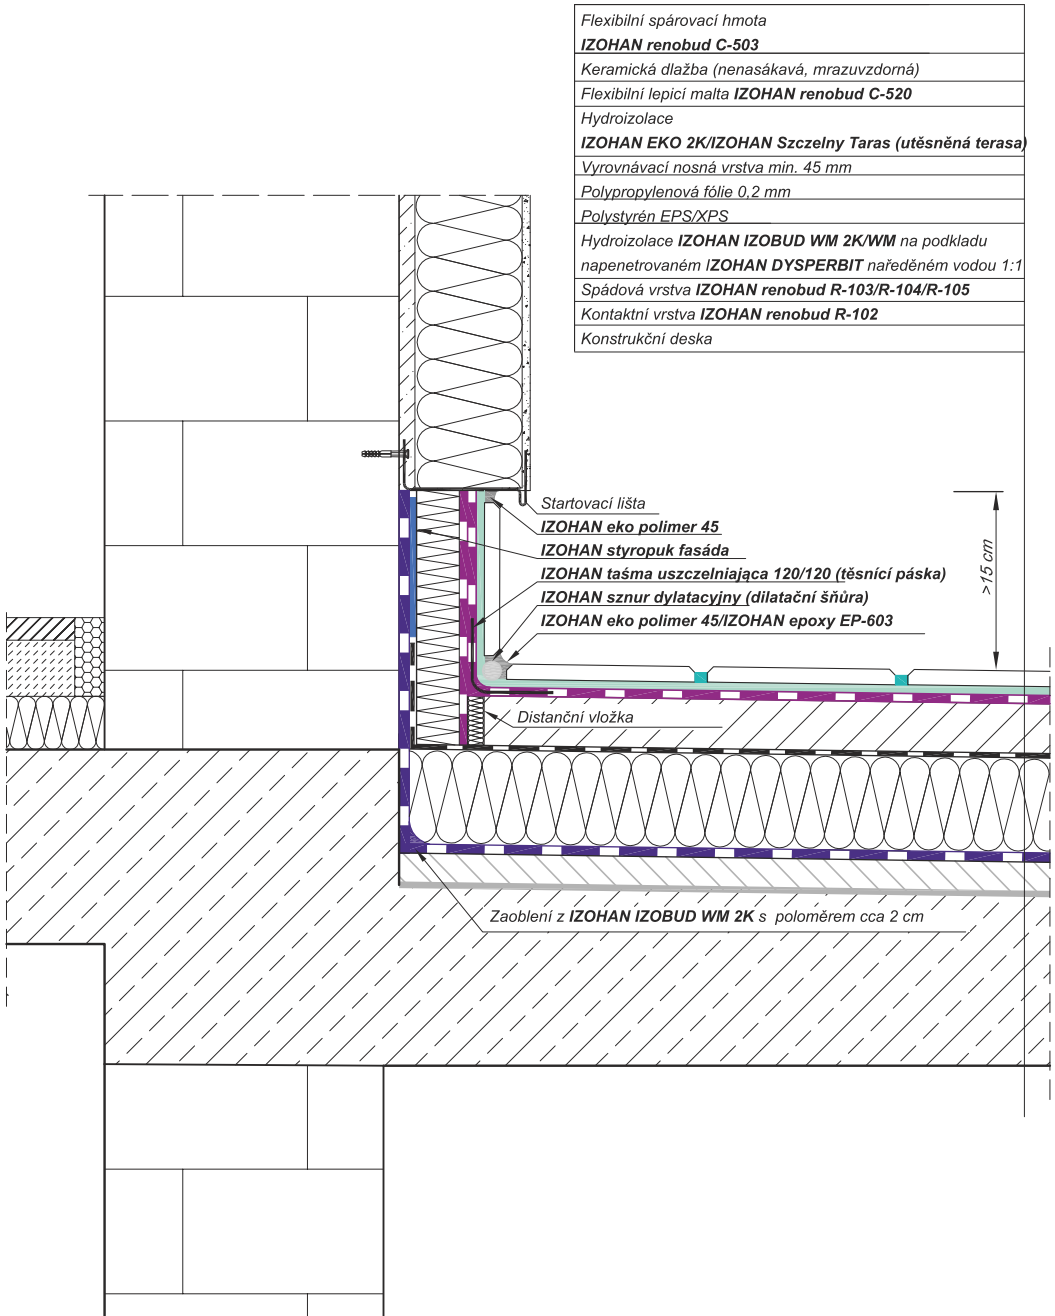 Flexibilní spárovací hmota
IZOHAN renobud C-503
Keramická dlažba (nenasákavá, mrazuvzdorná)
Flexibilní lepicí malta IZOHAN renobud C-520
Hydroizolace
IZOHAN EKO 2K/IZOHAN Szczelny Taras (utěsněná terasa)
Vyrovnávací nosná vrstva min. 45 mm
Polypropylenová fólie 0,2 mm
Polystyrén EPS/XPS
Hydroizolace IZOHAN IZOBUD WM 2K/WM na podkladu
napenetrovaném IZOHAN DYSPERBIT naředěném vodou 1:1
Spádová vrstva IZOHAN renobud R-103/R-104/R-105
Kontaktní vrstva IZOHAN renobud R-102
Konstrukční deska
Startovací lišta
IZOHAN eko polimer 45
IZOHAN styropuk fasáda
IZOHAN taśma uszczelniająca 120/120 (těsnící páska)
IZOHAN sznur dylatacyjny (dilatační šňůra)
IZOHAN eko polimer 45/IZOHAN epoxy EP-603
>15 cm
Distanční vložka
Zaoblení z IZOHAN IZOBUD WM 2K s poloměrem cca 2 cm